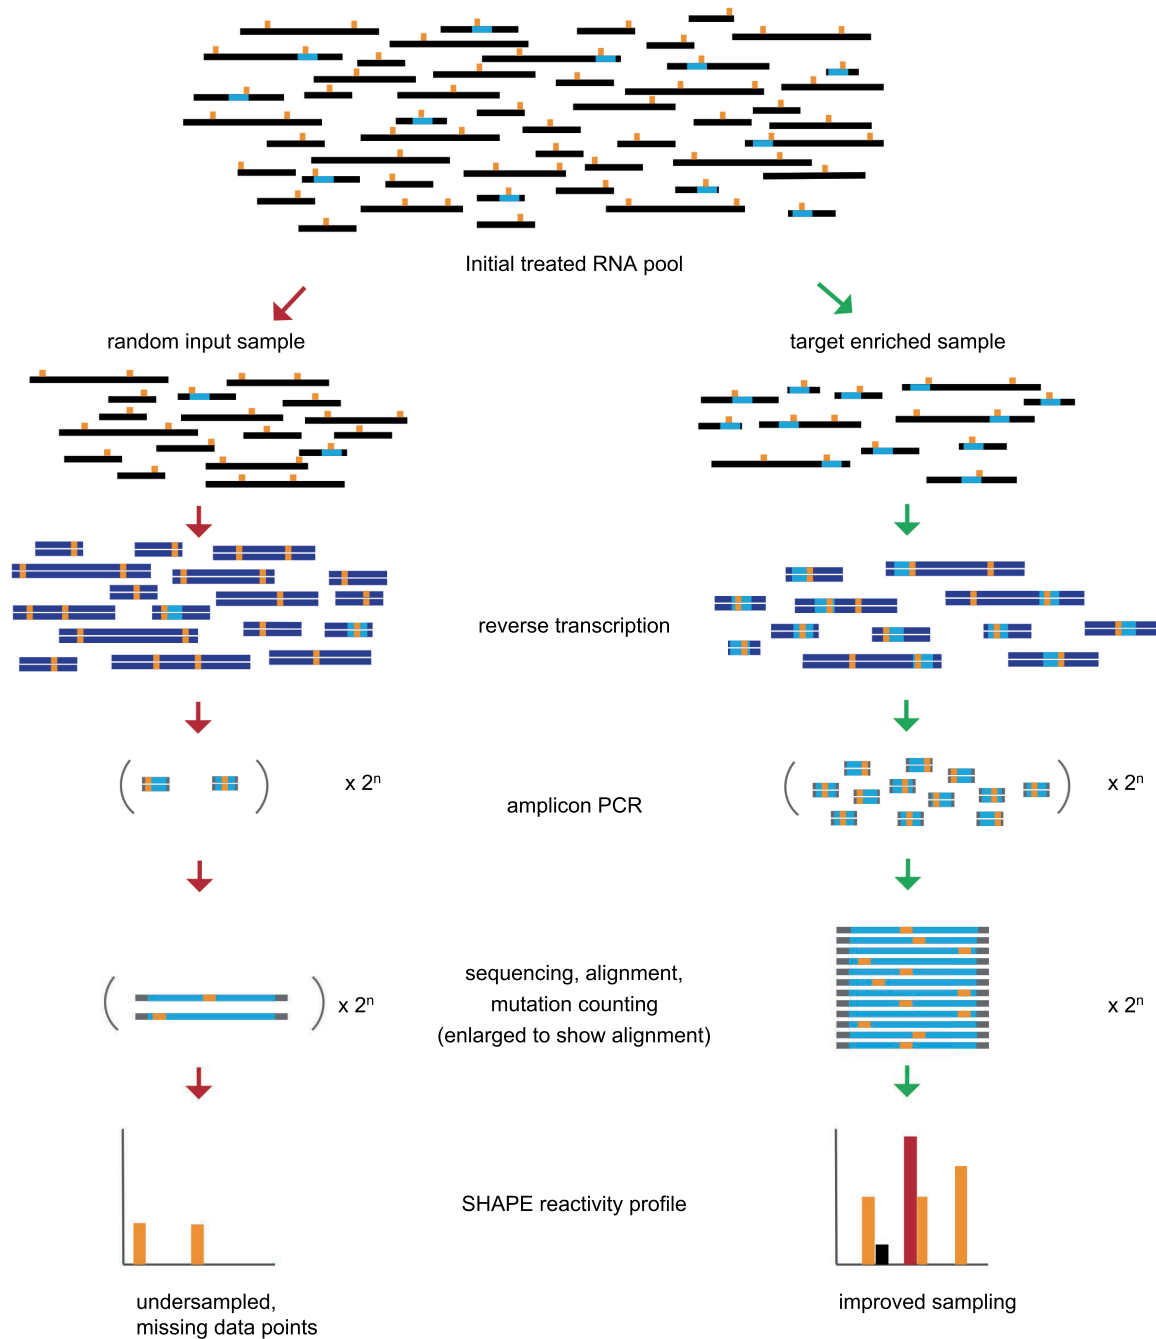 Initial treated RNA pool
random input sample
target enriched sample
reverse transcription
x 2ⁿ
amplicon PCR
x 2ⁿ
sequencing, alignment,
mutation counting
(enlarged to show alignment)
x 2ⁿ
x 2ⁿ
SHAPE reactivity profile
undersampled,
missing data points
improved sampling